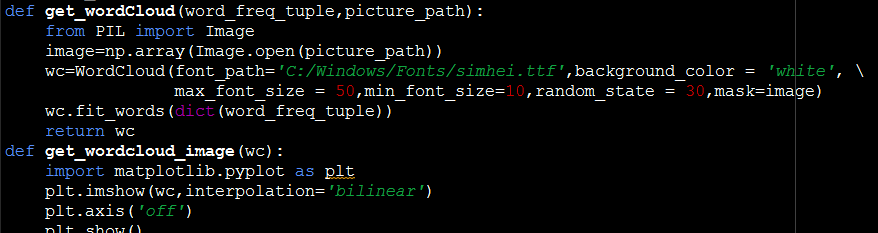 def get_wordCloud(word_freq_tuple,picture_path):
    from PIL import Image
    image=np.array(Image.open(picture_path))
    wc=WordCloud(font_path='C:/Windows/Fonts/simhei.ttf',background_color = 'white', \
                 max_font_size = 50,min_font_size=10,random_state = 30,mask=image)
    wc.fit_words(dict(word_freq_tuple))
    return wc
def get_wordcloud_image(wc):
    import matplotlib.pyplot as plt
    plt.imshow(wc,interpolation='bilinear')
    plt.axis('off')
    plt.show()